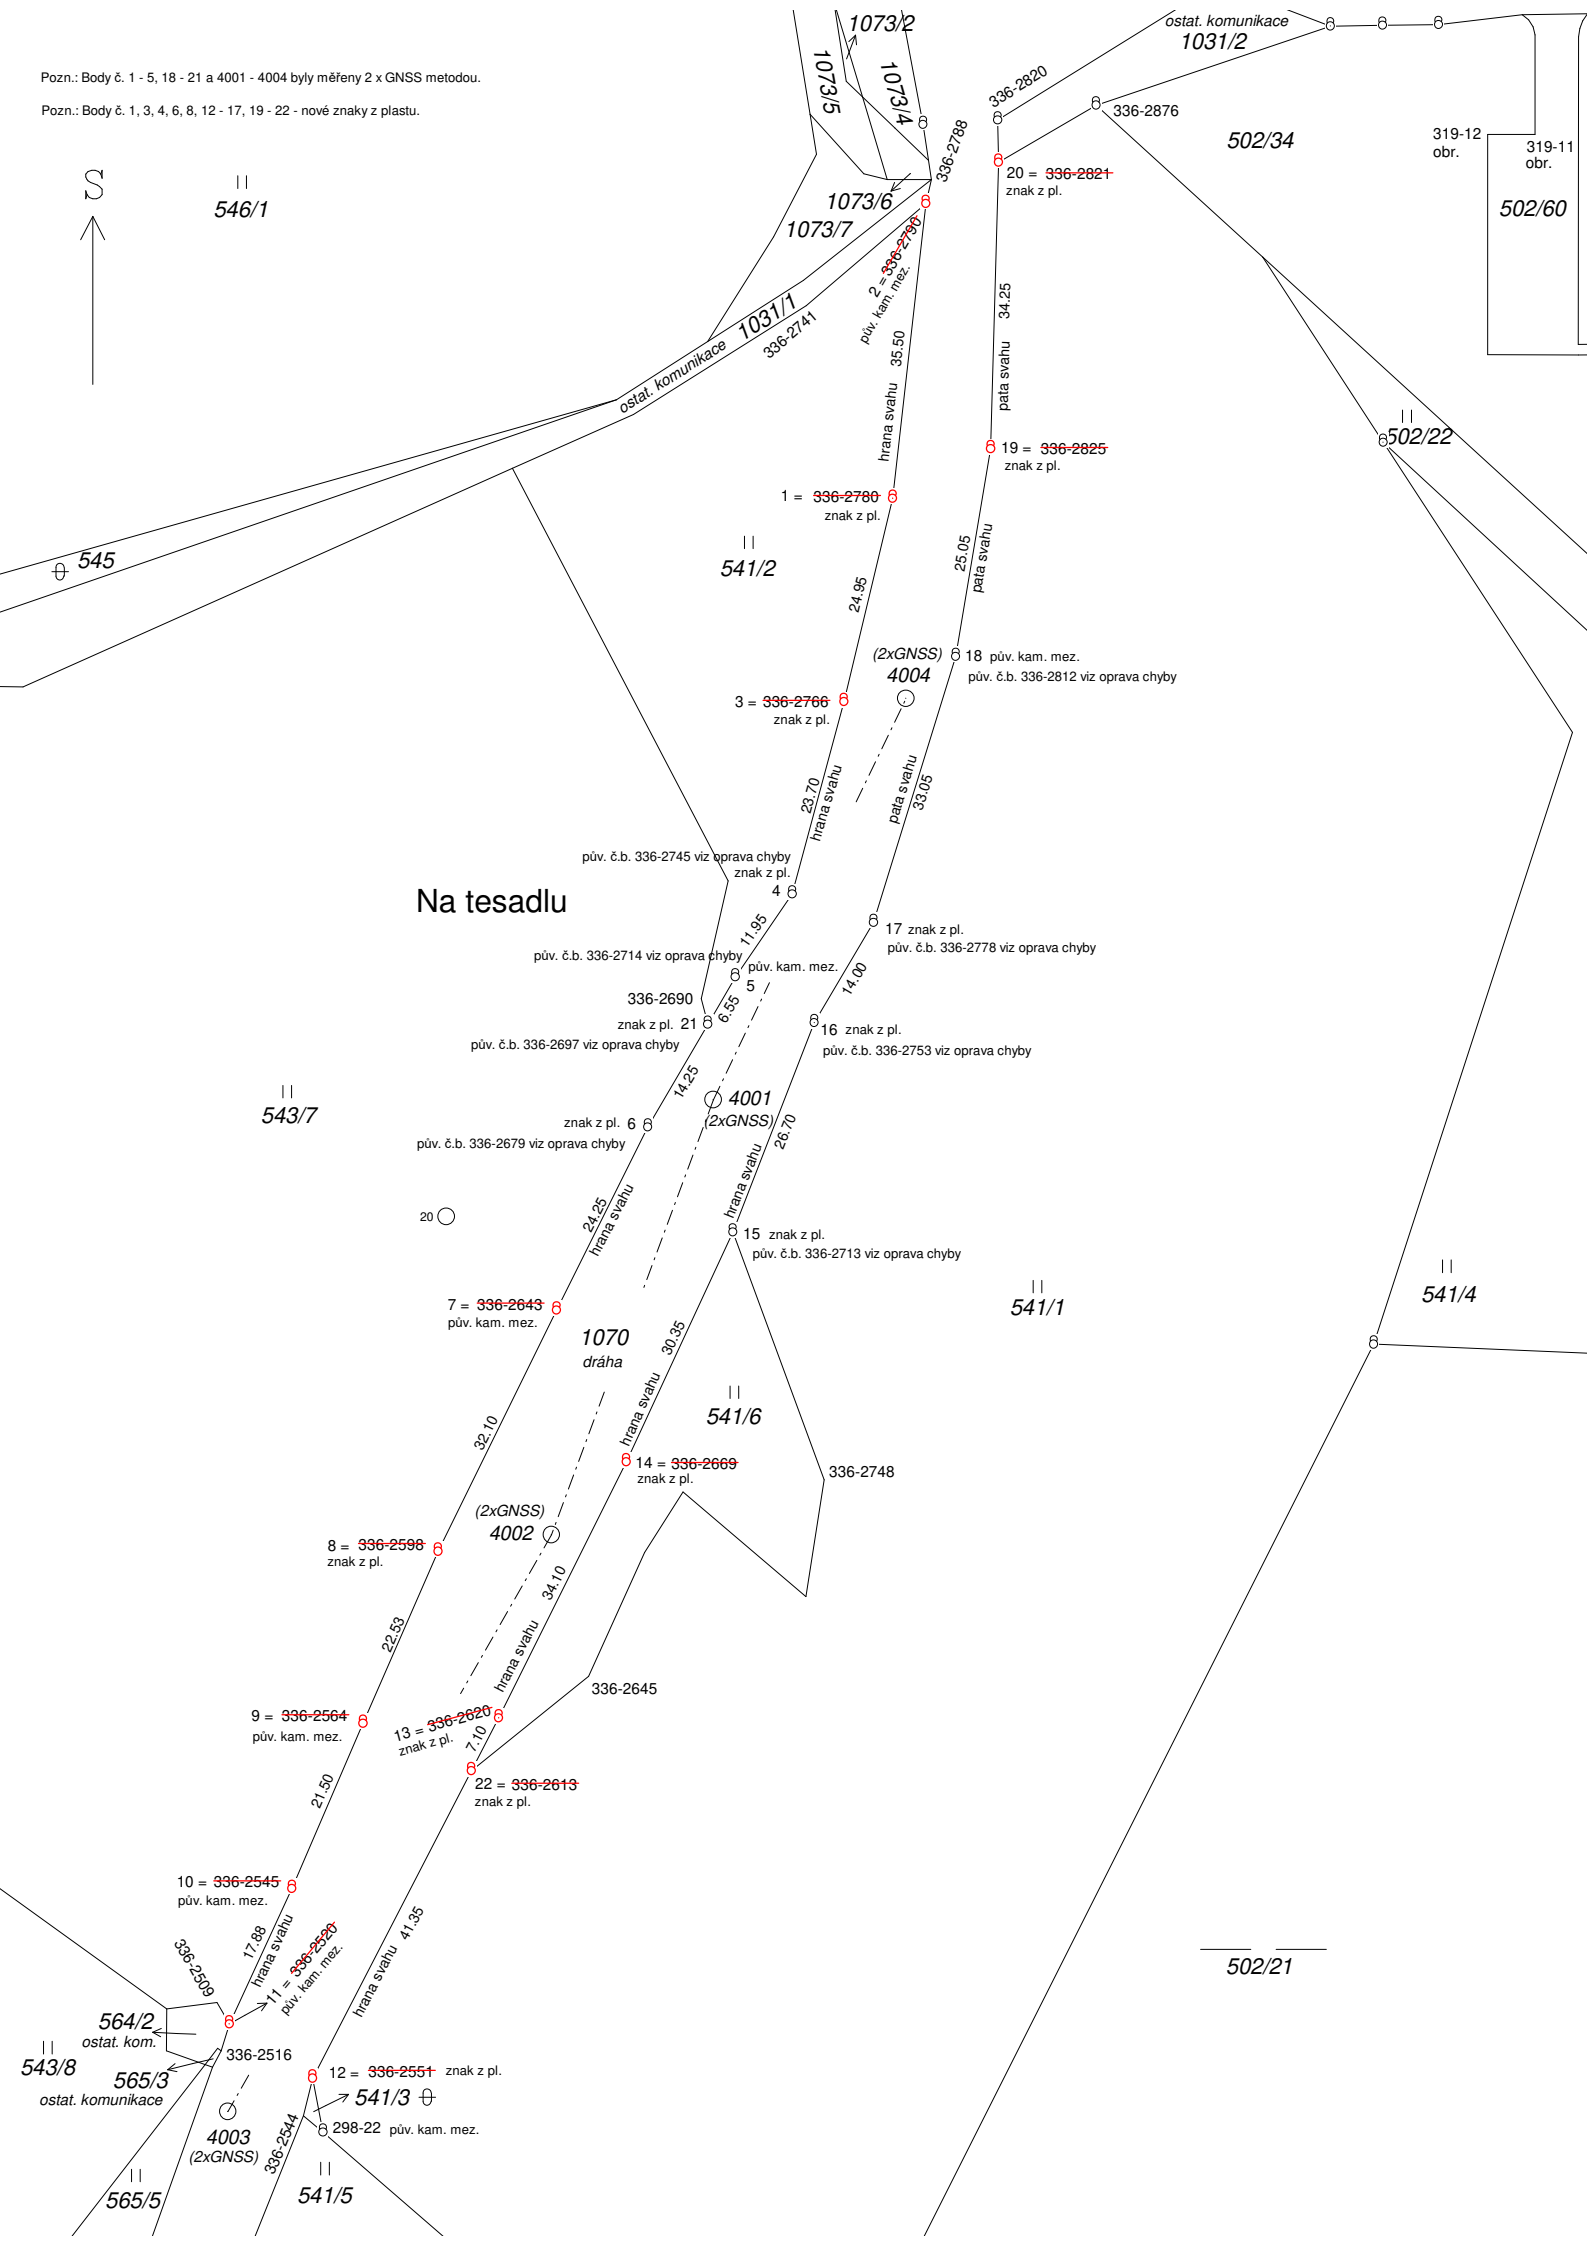 Pozn.: Body č. 1 - 5, 18 - 21 a 4001 - 4004 byly měřeny 2 x GNSS metodou.
Pozn.: Body č. 1, 3, 4, 6, 8, 12 - 17, 19 - 22 - nové znaky z plastu.
S
546/1
1073/2
1073/5
1073/4
336-2788
336-2820
ostat. komunikace
1031/2
336-2876
502/34
319-12
obr.
319-11
obr.
502/60
20 = 336-2821
znak z pl.
1073/6
1073/7
2 = 336-2790
pův. kam. mez.
1031/1
ostat. komunikace
336-2741
35.50
hrana svahu
34.25
pata svahu
502/22
19 = 336-2825
znak z pl.
1 = 336-2780
znak z pl.
545
541/2
25.05
pata svahu
24.95
(2xGNSS)
4004
18 pův. kam. mez.
pův. č.b. 336-2812 viz oprava chyby
3 = 336-2766
znak z pl.
23.70
hrana svahu
pata svahu
33.05
pův. č.b. 336-2745 viz oprava chyby
znak z pl.
4
Na tesadlu
11.95
17 znak z pl.
pův. č.b. 336-2778 viz oprava chyby
pův. č.b. 336-2714 viz oprava chyby
pův. kam. mez.
5
14.00
336-2690
6.55
znak z pl. 21
pův. č.b. 336-2697 viz oprava chyby
16 znak z pl.
pův. č.b. 336-2753 viz oprava chyby
14.25
543/7
4001
(2xGNSS)
znak z pl. 6
pův. č.b. 336-2679 viz oprava chyby
26.70
hrana svahu
20
24.25
hrana svahu
15 znak z pl.
pův. č.b. 336-2713 viz oprava chyby
541/1
541/4
7 = 336-2643
pův. kam. mez.
1070
dráha
30.35
hrana svahu
541/6
32.10
14 = 336-2669
znak z pl.
336-2748
(2xGNSS)
4002
8 = 336-2598
znak z pl.
34.10
hrana svahu
22.53
336-2645
9 = 336-2564
pův. kam. mez.
13 = 336-2620
znak z pl.
7.10
22 = 336-2613
znak z pl.
21.50
10 = 336-2545
pův. kam. mez.
17.88
hrana svahu
11 = 336-2520
pův. kam. mez.
41.35
hrana svahu
336-2509
502/21
564/2
ostat. kom.
543/8
336-2516
565/3
ostat. komunikace
12 = 336-2551 znak z pl.
541/3
298-22 pův. kam. mez.
4003
(2xGNSS)
336-2544
565/5
541/5